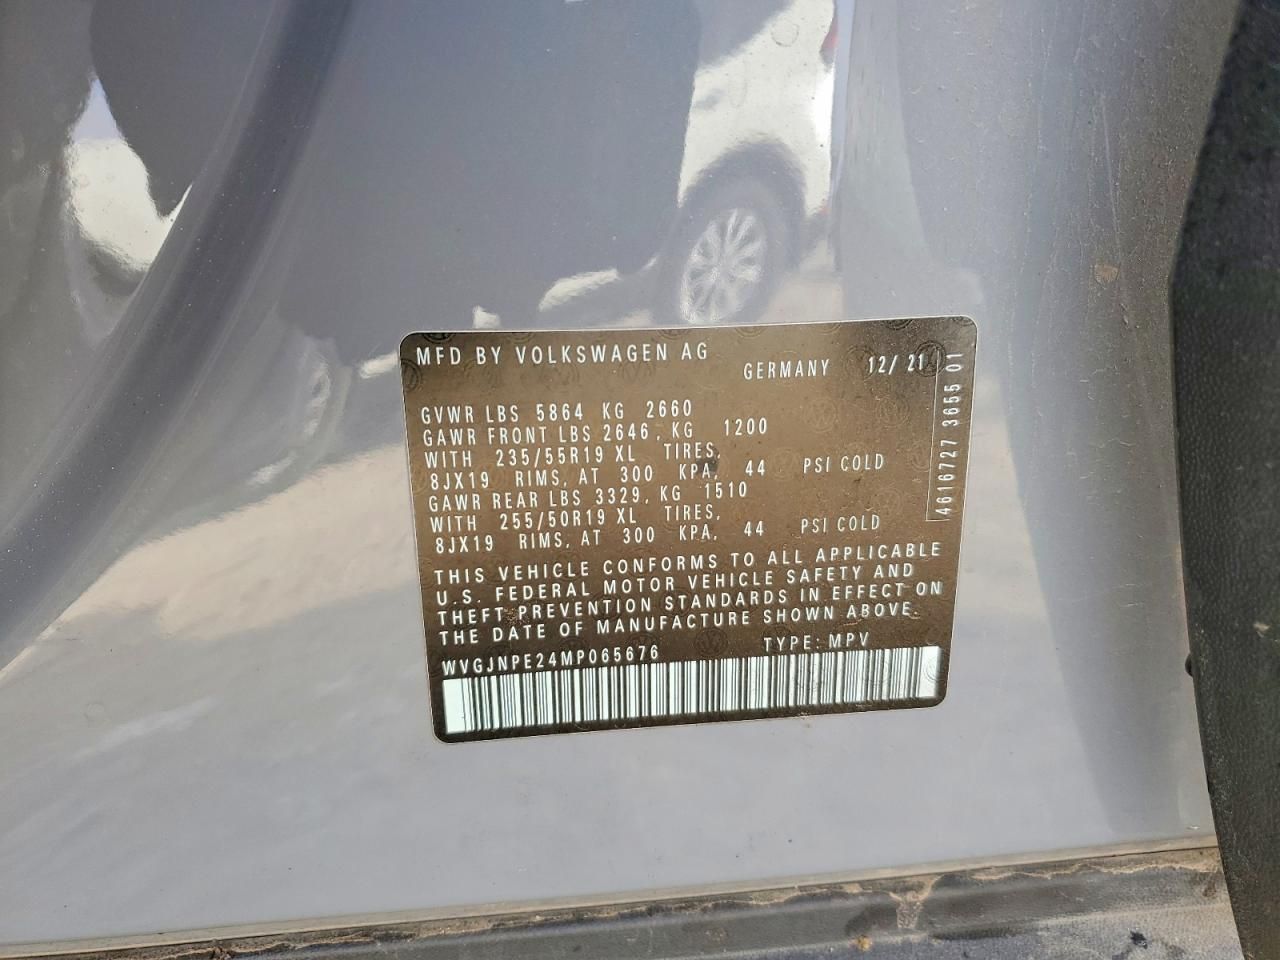 MFD BY VOLKSWAGEN AG
GERMANY 12/ 21
GVWR LBS 5864 KG 2660
GAWR FRONT LBS 2646, KG 1200
WITH 235/55R19 XL TIRES,
8JX19 RIMS, AT 300 KPA, 44 PSI COLD
GAWR REAR LBS 3329, KG 1510
WITH 255/50R19 XL TIRES,
8JX19 RIMS, AT 300 KPA, 44 PSI COLD
THIS VEHICLE CONFORMS TO ALL APPLICABLE
U.S. FEDERAL MOTOR VEHICLE SAFETY AND
THEFT PREVENTION STANDARDS IN EFFECT ON
THE DATE OF MANUFACTURE SHOWN ABOVE.
WVGJNPE24MP065676 TYPE: MPV
4616727 3655 01